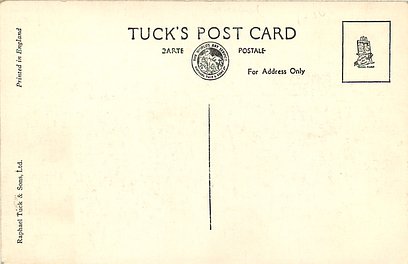 TUCK'S POST CARD
CARTE POSTALE
For Address Only
Printed in England
Raphael Tuck & Sons, Ltd.